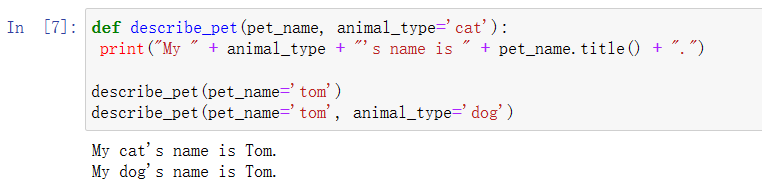 In [7]: def describe_pet(pet_name, animal_type='cat'):
 print("My " + animal_type + "'s name is " + pet_name.title() + ".")
describe_pet(pet_name='tom')
describe_pet(pet_name='tom', animal_type='dog')
My cat's name is Tom.
My dog's name is Tom.